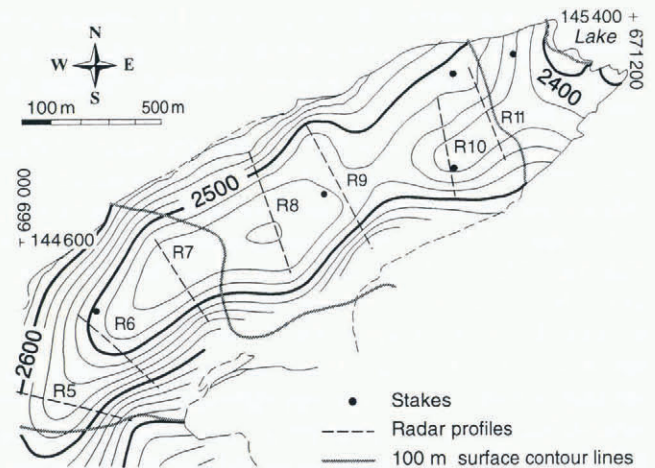 145 400 +
Lake
671 200
N
W E
S
2400
100 m 500 m
R11
R10
R9
2500
R8
669 000
+ 144 600
R7
R6
2600
R5
Stakes
Radar profiles
100 m surface contour lines